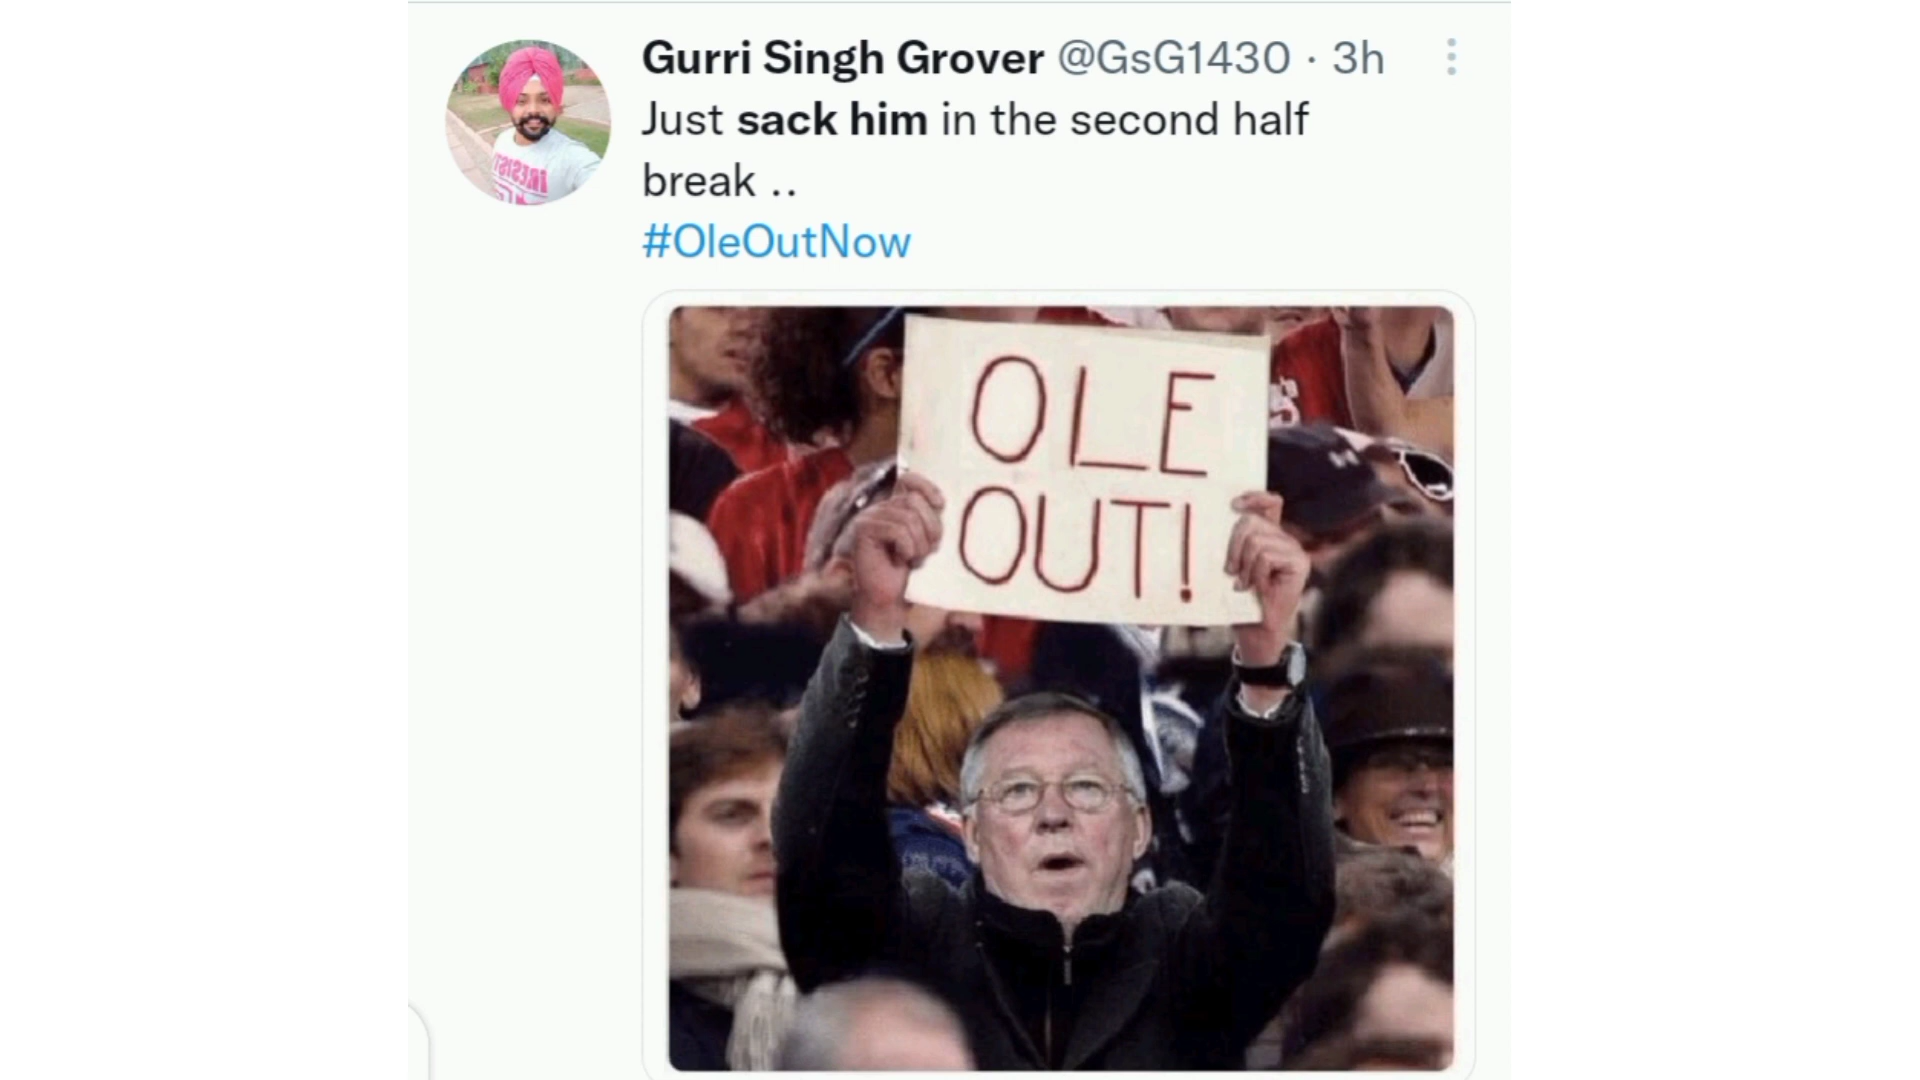 Gurri Singh Grover @GsG1430 · 3h
Just sack him in the second half
break ..
#OleOutNow
OLE
OUT!